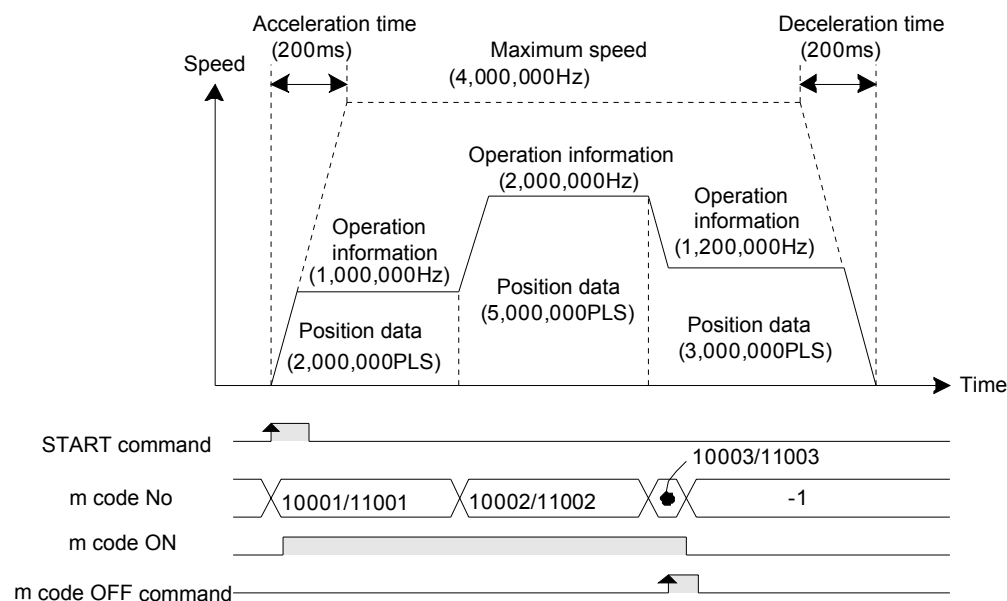 Acceleration time
(200ms)
Deceleration time
(200ms)
Maximum speed
(4,000,000Hz)
Speed
Operation information
(2,000,000Hz)
Operation
information
(1,200,000Hz)
Operation
information
(1,000,000Hz)
Position data
(5,000,000PLS)
Position data
(2,000,000PLS)
Position data
(3,000,000PLS)
Time
START command
10003/11003
m code No
10001/11001
10002/11002
-1
m code ON
m code OFF command